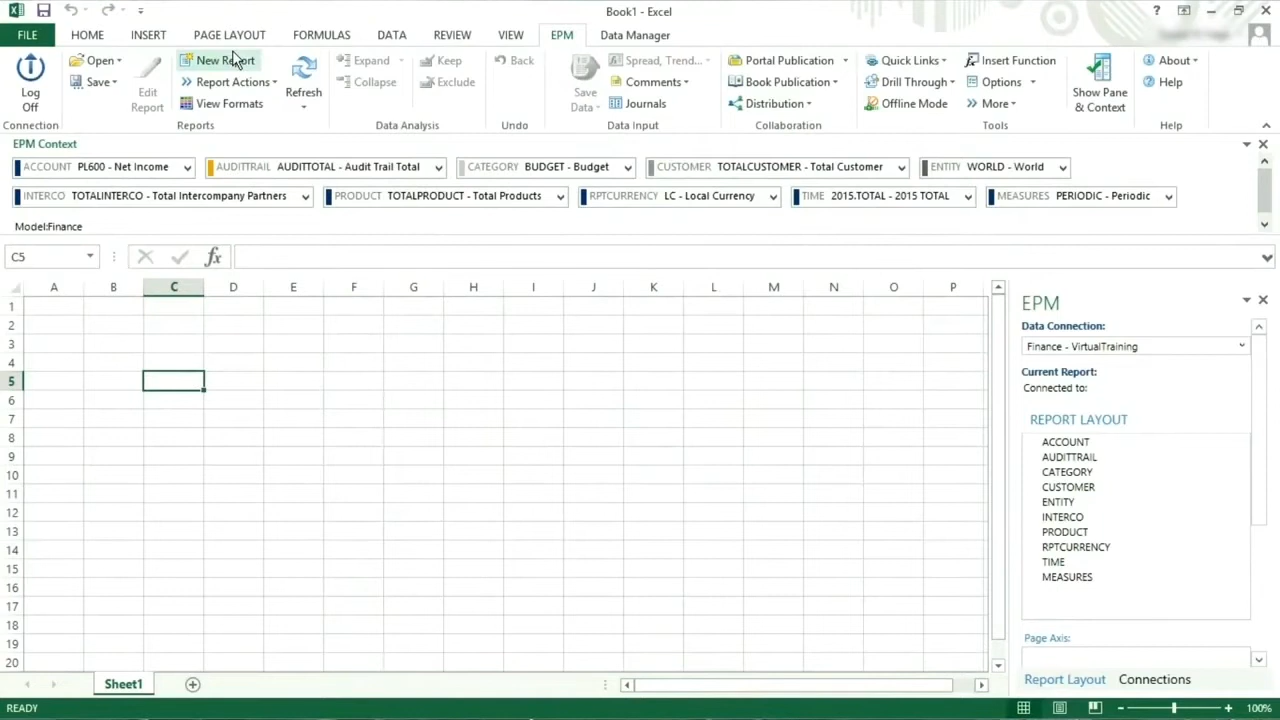 Book1 - Excel
?
FILE HOME INSERT PAGE LAYOUT FORMULAS DATA REVIEW VIEW EPM Data Manager
Log Off
Connection
Open
Save
Edit Report
New Report
Report Actions
View Formats
Refresh
Reports
Expand
Collapse
Keep
Exclude
Data Analysis
Back
Undo
Save Data
Spread, Trend...
Comments
Journals
Data Input
Portal Publication
Book Publication
Distribution
Collaboration
Quick Links
Drill Through
Offline Mode
Insert Function
Options
More
Tools
Show Pane & Context
About
Help
Help
EPM Context
ACCOUNT PL600 - Net Income AUDITTRAIL AUDITTOTAL - Audit Trail Total CATEGORY BUDGET - Budget CUSTOMER TOTALCUSTOMER - Total Customer ENTITY WORLD - World
INTERCO TOTALINTERCO - Total Intercompany Partners PRODUCT TOTALPRODUCT - Total Products RPTCURRENCY LC - Local Currency TIME 2015.TOTAL - 2015 TOTAL MEASURES PERIODIC - Periodic
Model:Finance
C5 fx
A B C D E F G H I J K L M N O P
1
2
3
4
5
6
7
8
9
10
11
12
13
14
15
16
17
18
19
20
EPM
Data Connection:
Finance - VirtualTraining
Current Report:
Connected to:
REPORT LAYOUT
ACCOUNT
AUDITTRAIL
CATEGORY
CUSTOMER
ENTITY
INTERCO
PRODUCT
RPTCURRENCY
TIME
MEASURES
Page Axis:
Report Layout Connections
Sheet1
READY
100%